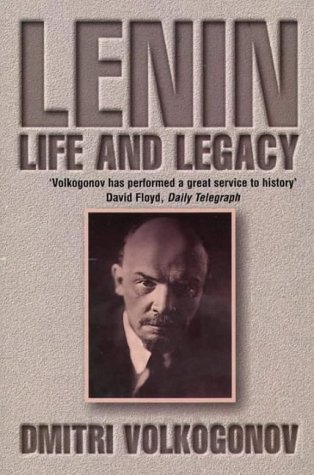 LENIN
LIFE AND LEGACY
'Volkogonov has performed a great service to history'
David Floyd, Daily Telegraph
DMITRI VOLKOGONOV